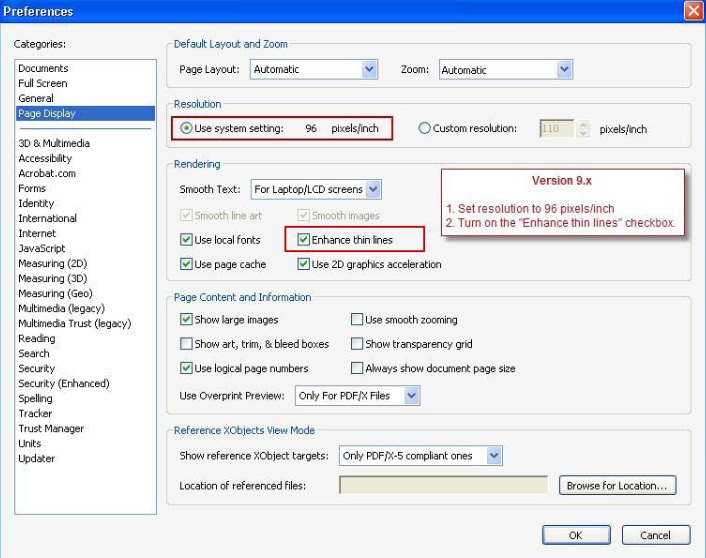 Preferences
Categories:
Documents
Full Screen
General
Page Display
3D & Multimedia
Accessibility
Acrobat.com
Forms
Identity
International
Internet
JavaScript
Measuring (2D)
Measuring (3D)
Measuring (Geo)
Multimedia (legacy)
Multimedia Trust (legacy)
Reading
Search
Security
Security (Enhanced)
Spelling
Tracker
Trust Manager
Units
Updater
Default Layout and Zoom
Page Layout: Automatic Zoom: Automatic
Resolution
Use system setting: 96 pixels/inch Custom resolution: 110 pixels/inch
Rendering
Smooth Text: For Laptop/LCD screens
Smooth line art Smooth images
Use local fonts Enhance thin lines
Use page cache Use 2D graphics acceleration
Version 9.x
1. Set resolution to 96 pixels/inch
2. Turn on the "Enhance thin lines" checkbox.
Page Content and Information
Show large images Use smooth zooming
Show art, trim, & bleed boxes Show transparency grid
Use logical page numbers Always show document page size
Use Overprint Preview: Only For PDF/X Files
Reference XObjects View Mode
Show reference XObject targets: Only PDF/X-5 compliant ones
Location of referenced files: Browse for Location...
OK Cancel